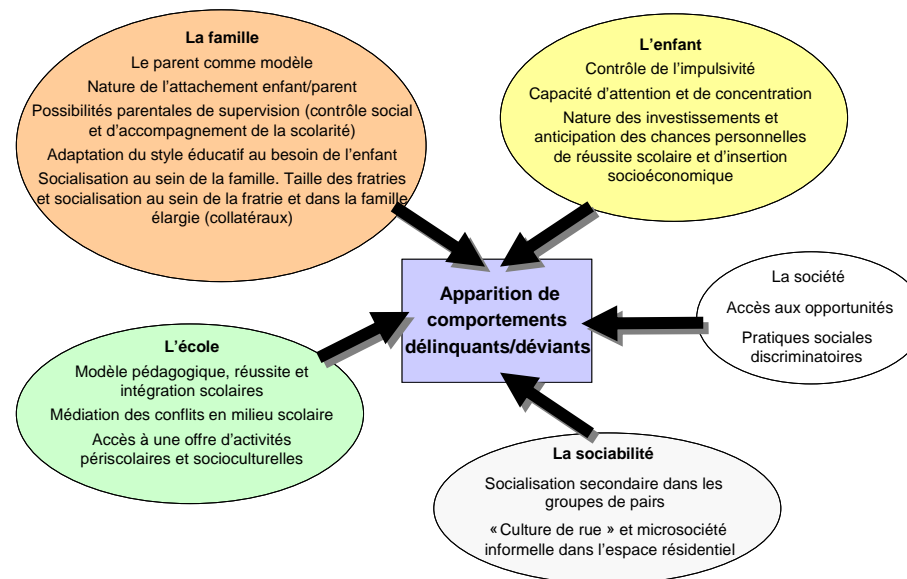 La famille
Le parent comme modèle
Nature de l'attachement enfant/parent
Possibilités parentales de supervision (contrôle social
et d'accompagnement de la scolarité)
Adaptation du style éducatif au besoin de l'enfant
Socialisation au sein de la famille. Taille des fratries
et socialisation au sein de la fratrie et dans la famille
élargie (collatéraux)
L'enfant
Contrôle de l'impulsivité
Capacité d'attention et de concentration
Nature des investissements et
anticipation des chances personnelles
de réussite scolaire et d'insertion
socioéconomique
Apparition de
comportements
délinquants/déviants
La société
Accès aux opportunités
Pratiques sociales
discriminatoires
L'école
Modèle pédagogique, réussite et
intégration scolaires
Médiation des conflits en milieu scolaire
Accès à une offre d'activités
périscolaires et socioculturelles
La sociabilité
Socialisation secondaire dans les
groupes de pairs
« Culture de rue » et microsociété
informelle dans l'espace résidentiel